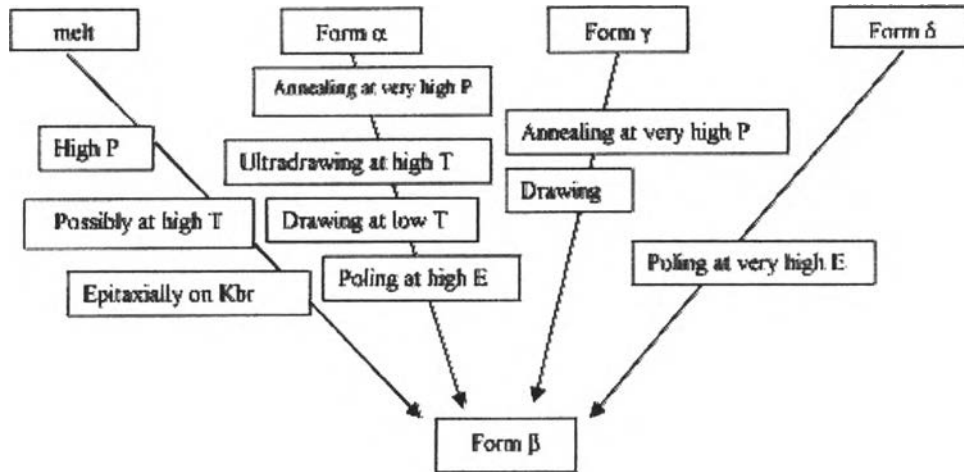 melt
Form α
Form γ
Form δ
Annealing at very high P
High P
Ultradrawing at high T
Annealing at very high P
Possibly at high T
Drawing at low T
Drawing
Epitaxially on Kbr
Poling at high E
Poling at very high E
Form β